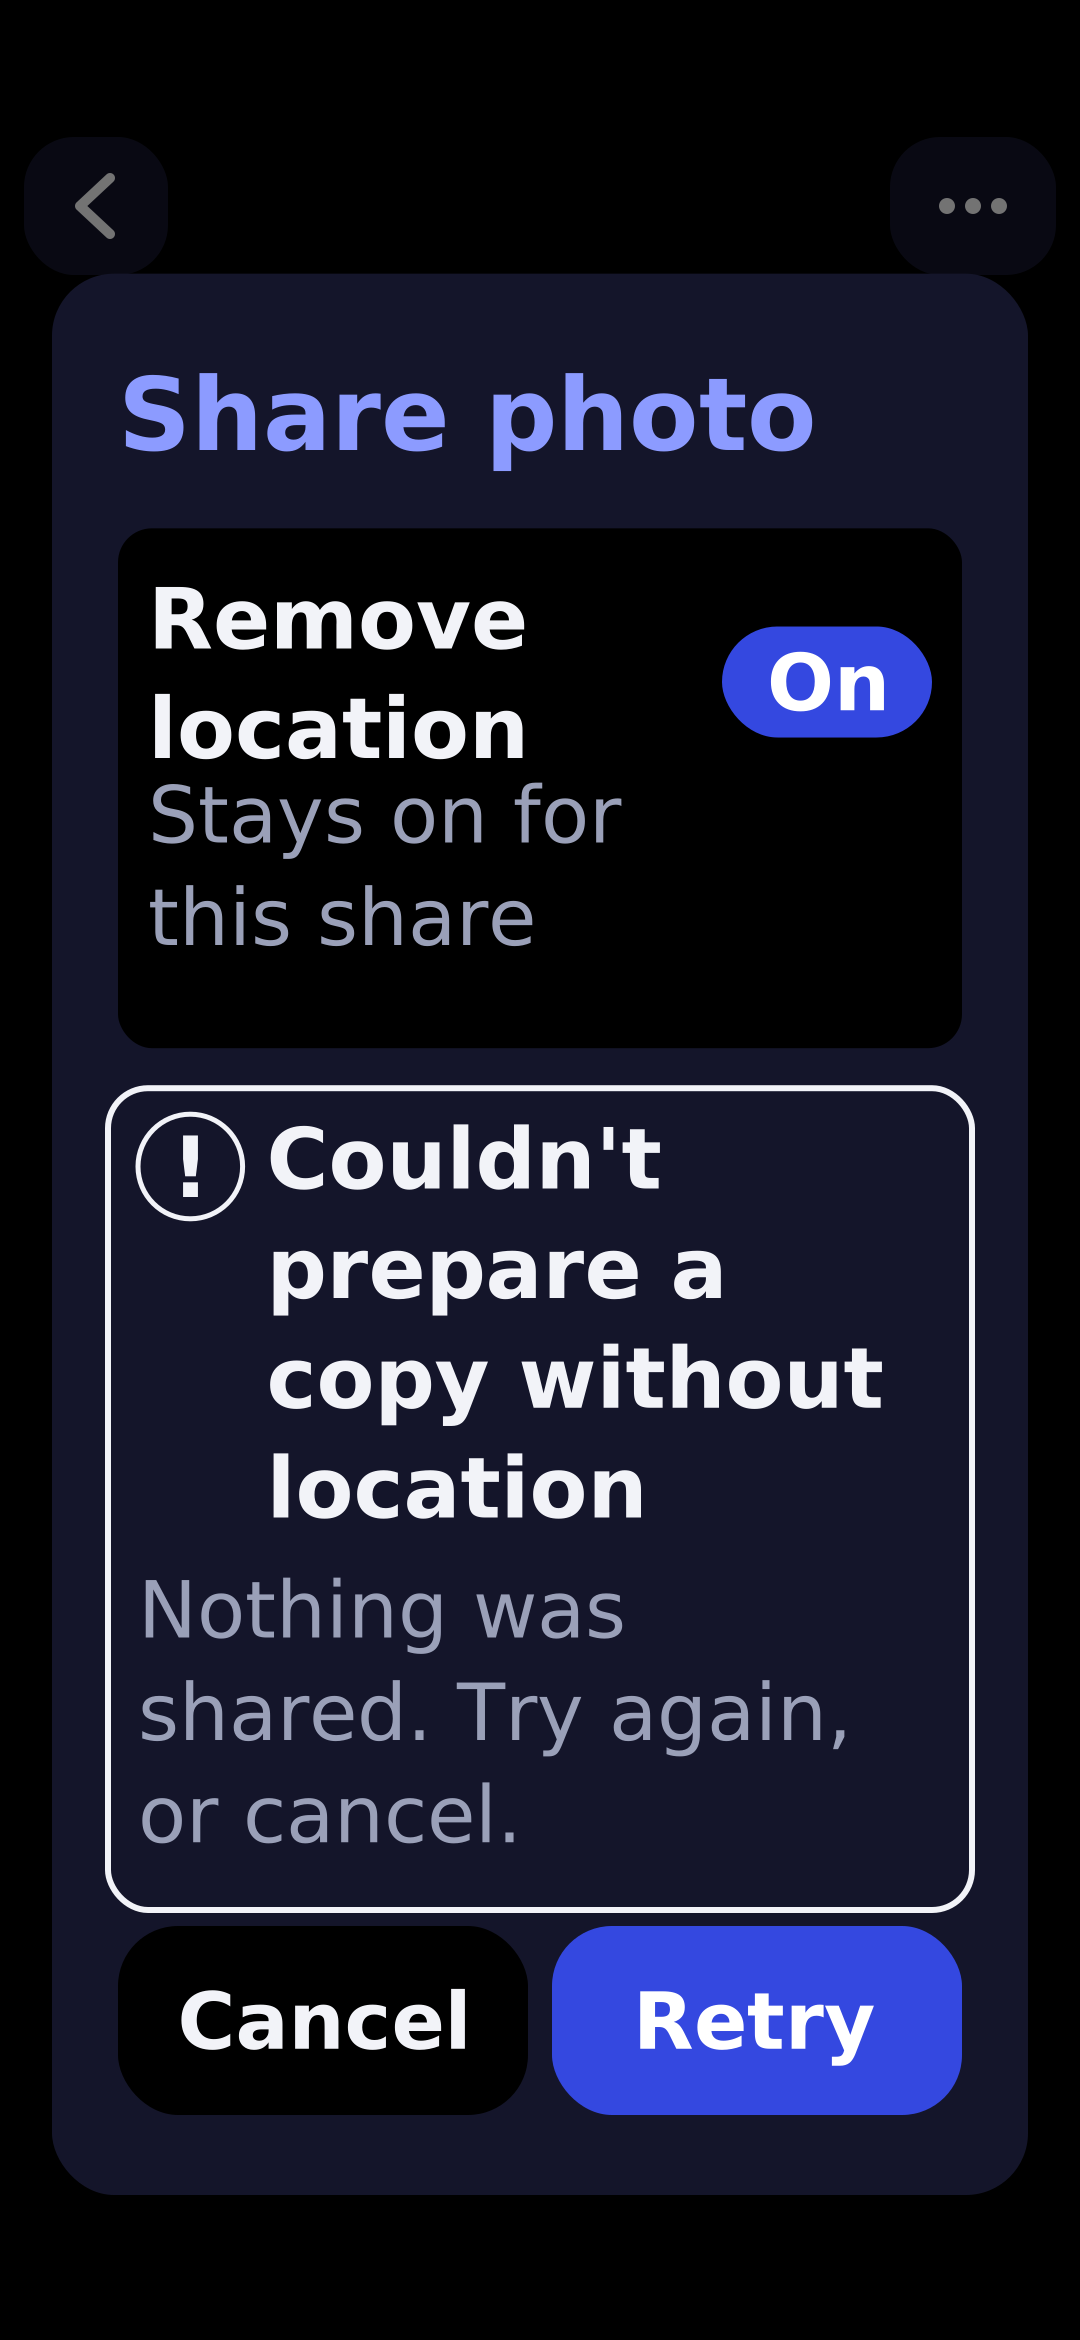 Share photo
Remove
location
On
Stays on for
this share
!
Couldn't
prepare a
copy without
location
Nothing was
shared. Try again,
or cancel.
Cancel
Retry